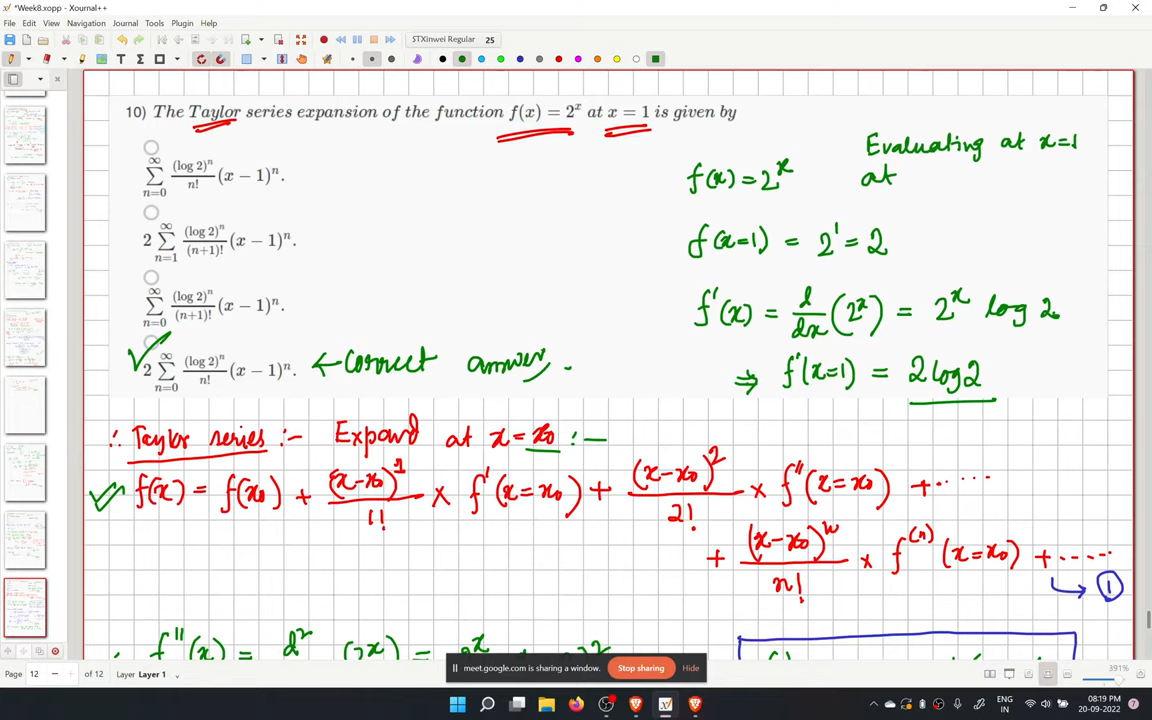 *Week8.xopp - Xournal++
File Edit View Navigation Journal Tools Plugin Help
STXinwei Regular 25
10) The Taylor series expansion of the function f(x) = 2^x at x = 1 is given by
∑_{n=0}^{∞} (log 2)^n / n! (x − 1)^n.
2 ∑_{n=1}^{∞} (log 2)^n / (n+1)! (x − 1)^n.
∑_{n=0}^{∞} (log 2)^n / (n+1)! (x − 1)^n.
2 ∑_{n=0}^{∞} (log 2)^n / n! (x − 1)^n. ← Correct answer.
Evaluating at x=1
f(x) = 2^x at
f(x=1) = 2^1 = 2
f'(x) = d/dx (2^x) = 2^x log 2.
⇒ f'(x=1) = 2log2
∴ Taylor series :- Expand at x = x0 :-
f(x) = f(x0) + (x-x0)^1 / 1! × f'(x=x0) + (x-x0)^2 / 2! × f''(x=x0) + .....
+ (x-x0)^n / n! × f^(n) (x=x0) + ..... → ①
meet.google.com is sharing a window. Stop sharing Hide
Page 12 of 12 Layer Layer 1 391%
ENG IN 08:19 PM 20-09-2022